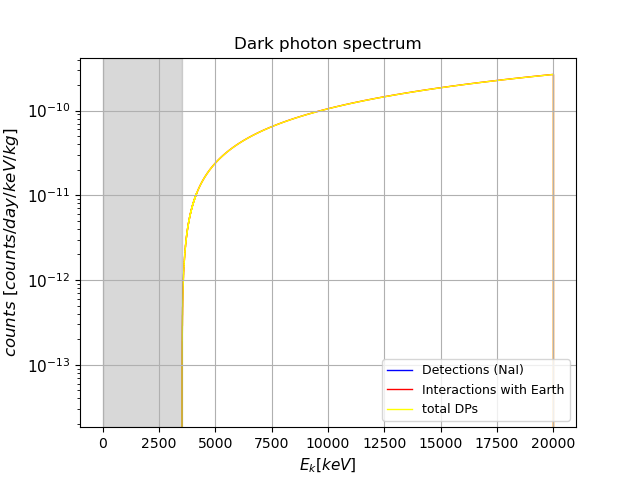 Dark photon spectrum
counts [counts/day/keV/kg]
10⁻¹⁰
10⁻¹¹
10⁻¹²
10⁻¹³
Detections (NaI)
Interactions with Earth
total DPs
0 2500 5000 7500 10000 12500 15000 17500 20000
Eₖ[keV]